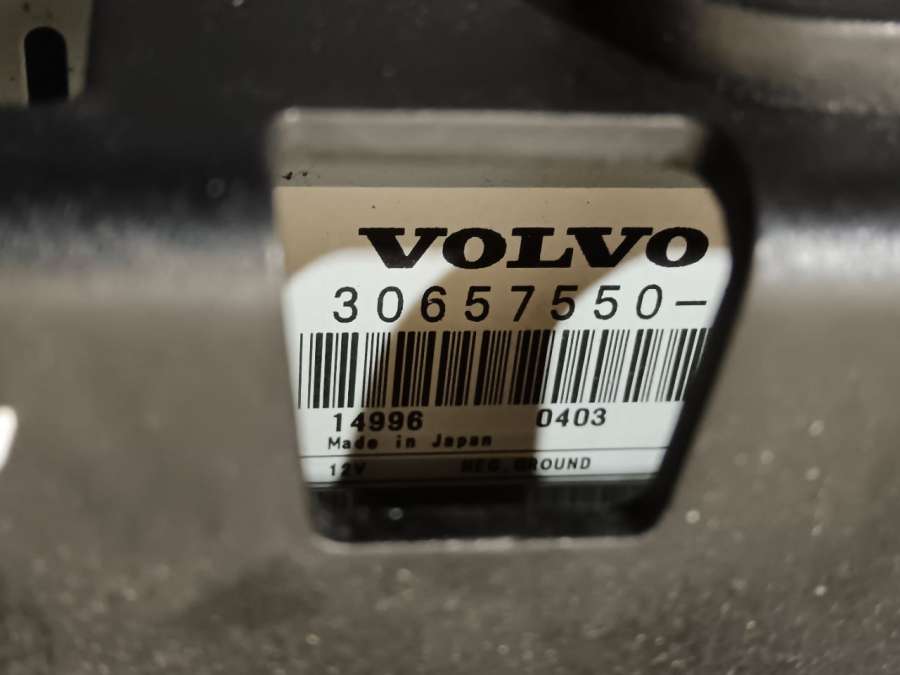 VOLVO
30657550-
14996 0403
Made in Japan
12V NEG.GROUND